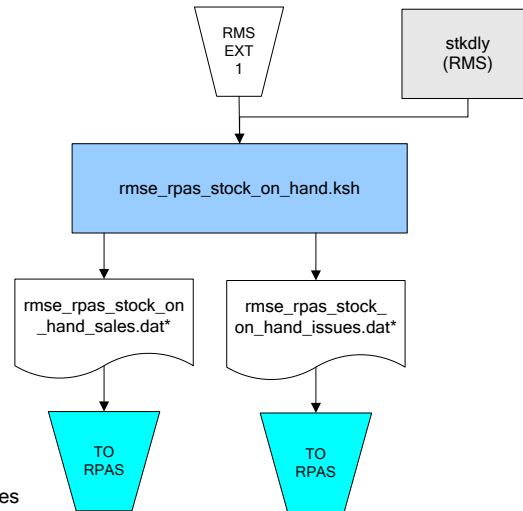 RMS
EXT
1
stkdly
(RMS)
rmse_rpas_stock_on_hand.ksh
rmse_rpas_stock_on
_hand_sales.dat*
rmse_rpas_stock_
on_hand_issues.dat*
TO
RPAS
TO
RPAS
es